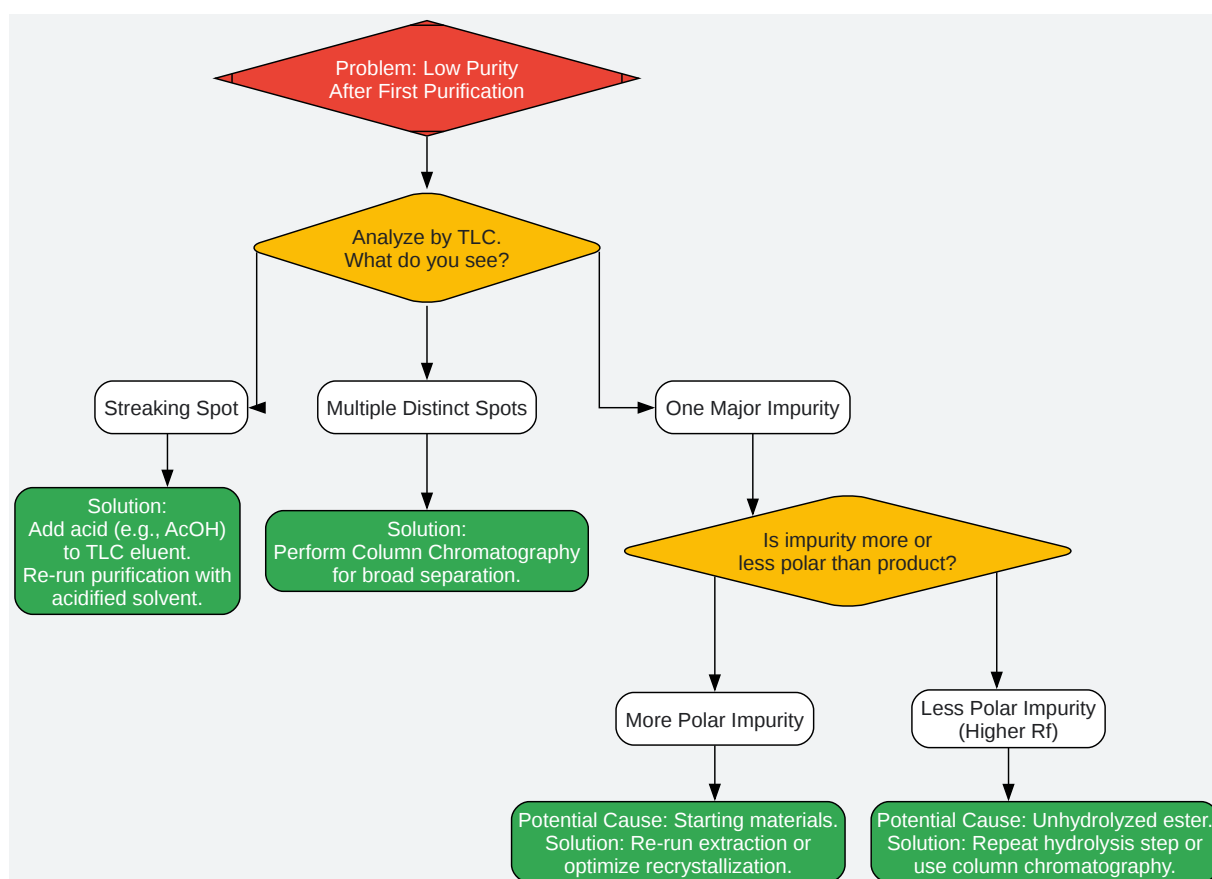 Problem: Low Purity
After First Purification
Analyze by TLC.
What do you see?
Streaking Spot
Multiple Distinct Spots
One Major Impurity
Solution:
Add acid (e.g., AcOH)
to TLC eluent.
Re-run purification with
acidified solvent.
Solution:
Perform Column Chromatography
for broad separation.
Is impurity more or
less polar than product?
More Polar Impurity
Less Polar Impurity
(Higher Rf)
Potential Cause: Starting materials.
Solution: Re-run extraction or
optimize recrystallization.
Potential Cause: Unhydrolyzed ester.
Solution: Repeat hydrolysis step or
use column chromatography.